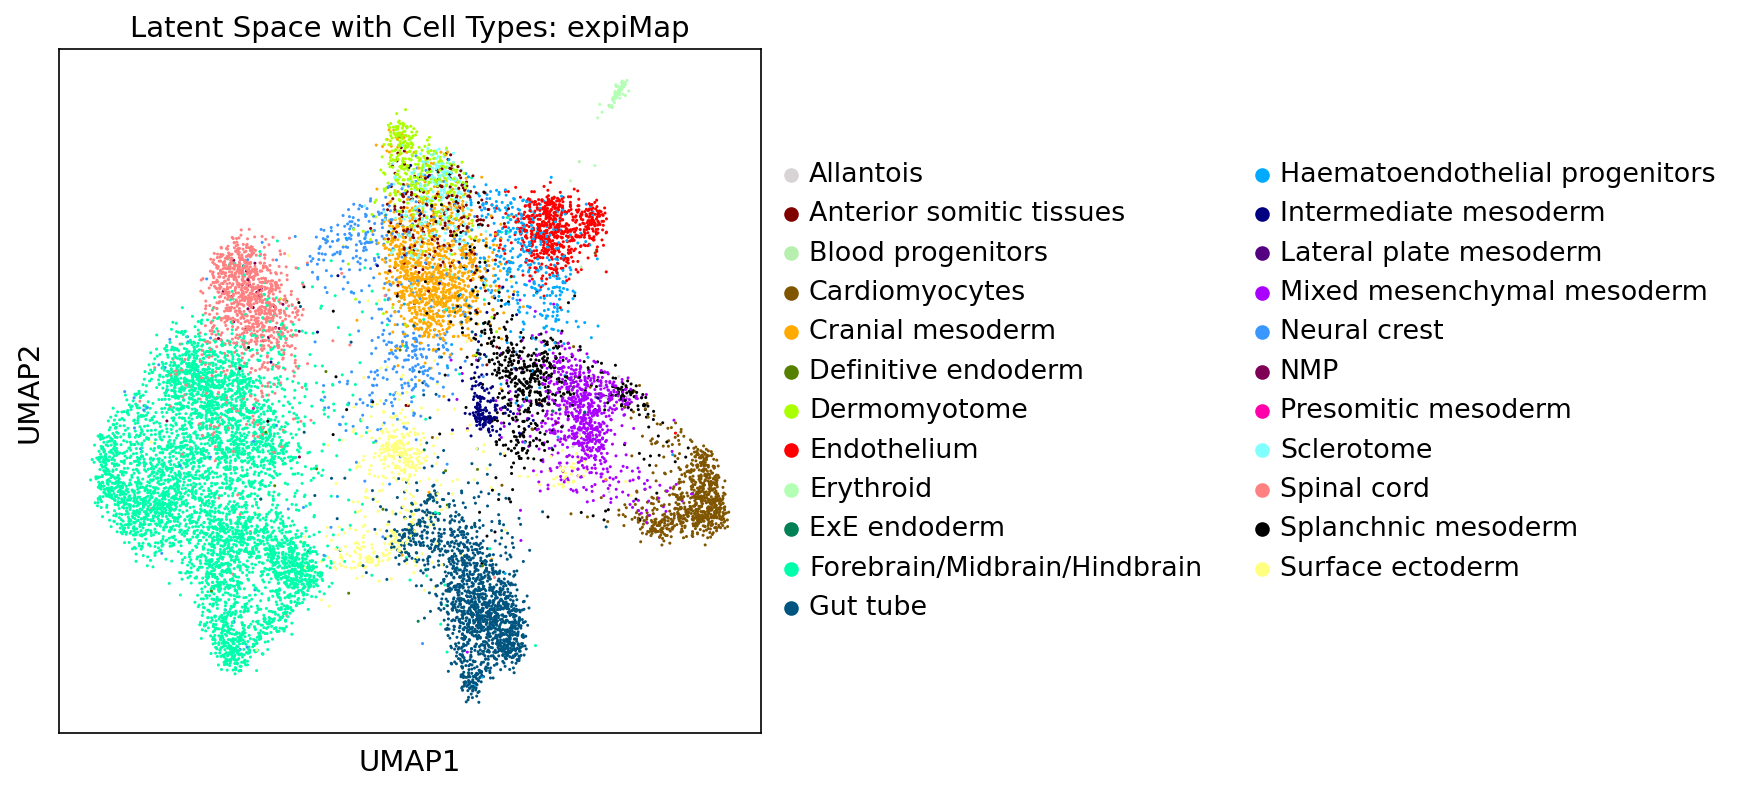 Latent Space with Cell Types: expiMap
UMAP2
UMAP1
Allantois
Anterior somitic tissues
Blood progenitors
Cardiomyocytes
Cranial mesoderm
Definitive endoderm
Dermomyotome
Endothelium
Erythroid
ExE endoderm
Forebrain/Midbrain/Hindbrain
Gut tube
Haematoendothelial progenitors
Intermediate mesoderm
Lateral plate mesoderm
Mixed mesenchymal mesoderm
Neural crest
NMP
Presomitic mesoderm
Sclerotome
Spinal cord
Splanchnic mesoderm
Surface ectoderm